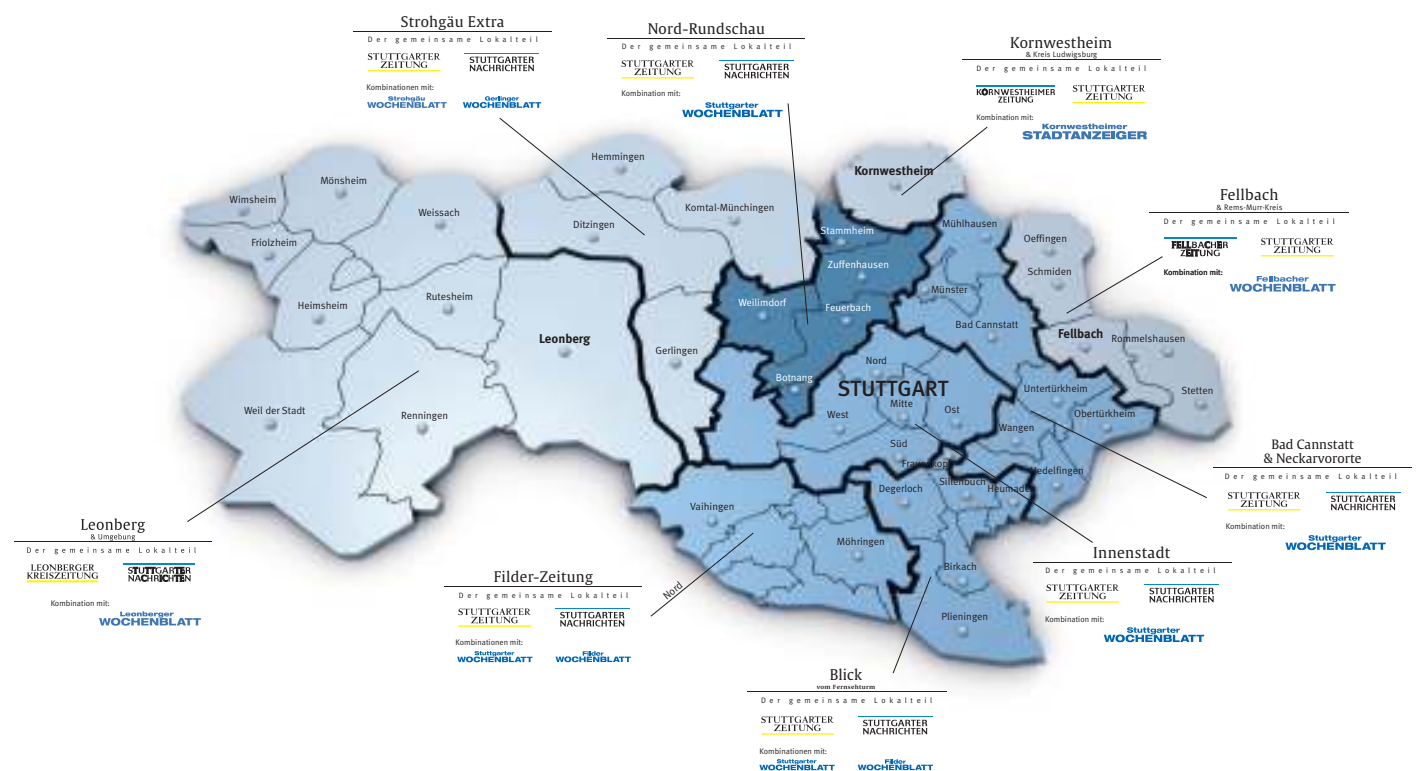 Strohgäu Extra
Der gemeinsame Lokalteil
STUTTGARTER
ZEITUNG
STUTTGARTER
NACHRICHTEN
Kombinationen mit:
Strohgäu
WOCHENBLATT
Gerlinger
WOCHENBLATT
Nord-Rundschau
Der gemeinsame Lokalteil
STUTTGARTER
ZEITUNG
STUTTGARTER
NACHRICHTEN
Kombination mit:
Stuttgarter
WOCHENBLATT
Kornwestheim
& Kreis Ludwigsburg
Der gemeinsame Lokalteil
KORNWESTHEIMER
ZEITUNG
STUTTGARTER
ZEITUNG
Kombination mit:
Kornwestheimer
STADTANZEIGER
Fellbach
& Rems-Murr-Kreis
Der gemeinsame Lokalteil
FELLBACHER
ZEITUNG
STUTTGARTER
ZEITUNG
Kombination mit:
Fellbacher
WOCHENBLATT
Hemmingen
Mönsheim
Wimsheim
Weissach
Ditzingen
Korntal-Münchingen
Kornwestheim
Stammheim
Mühlhausen
Oeffingen
Friolzheim
Zuffenhausen
Schmiden
Heimsheim
Rutesheim
Weilimdorf
Feuerbach
Münster
Bad Cannstatt
Leonberg
Gerlingen
Fellbach
Rommelshausen
Nord
Botnang
STUTTGART
Untertürkheim
Stetten
Weil der Stadt
Renningen
West
Mitte
Ost
Obertürkheim
Wangen
Süd
Frauenkopf
Hedelfingen
Degerloch
Sillenbuch
Heumaden
Vaihingen
Möhringen
Birkach
Plieningen
Bad Cannstatt
& Neckarvororte
Der gemeinsame Lokalteil
STUTTGARTER
ZEITUNG
STUTTGARTER
NACHRICHTEN
Kombination mit:
Stuttgarter
WOCHENBLATT
Leonberg
& Umgebung
Der gemeinsame Lokalteil
LEONBERGER
KREISZEITUNG
STUTTGARTER
NACHRICHTEN
Kombination mit:
Leonberger
WOCHENBLATT
Filder-Zeitung
Der gemeinsame Lokalteil
STUTTGARTER
ZEITUNG
STUTTGARTER
NACHRICHTEN
Kombinationen mit:
Stuttgarter
WOCHENBLATT
Filder
WOCHENBLATT
Nord
Innenstadt
Der gemeinsame Lokalteil
STUTTGARTER
ZEITUNG
STUTTGARTER
NACHRICHTEN
Kombination mit:
Stuttgarter
WOCHENBLATT
Blick
vom Fernsehturm
Der gemeinsame Lokalteil
STUTTGARTER
ZEITUNG
STUTTGARTER
NACHRICHTEN
Kombinationen mit:
Stuttgarter
WOCHENBLATT
Filder
WOCHENBLATT